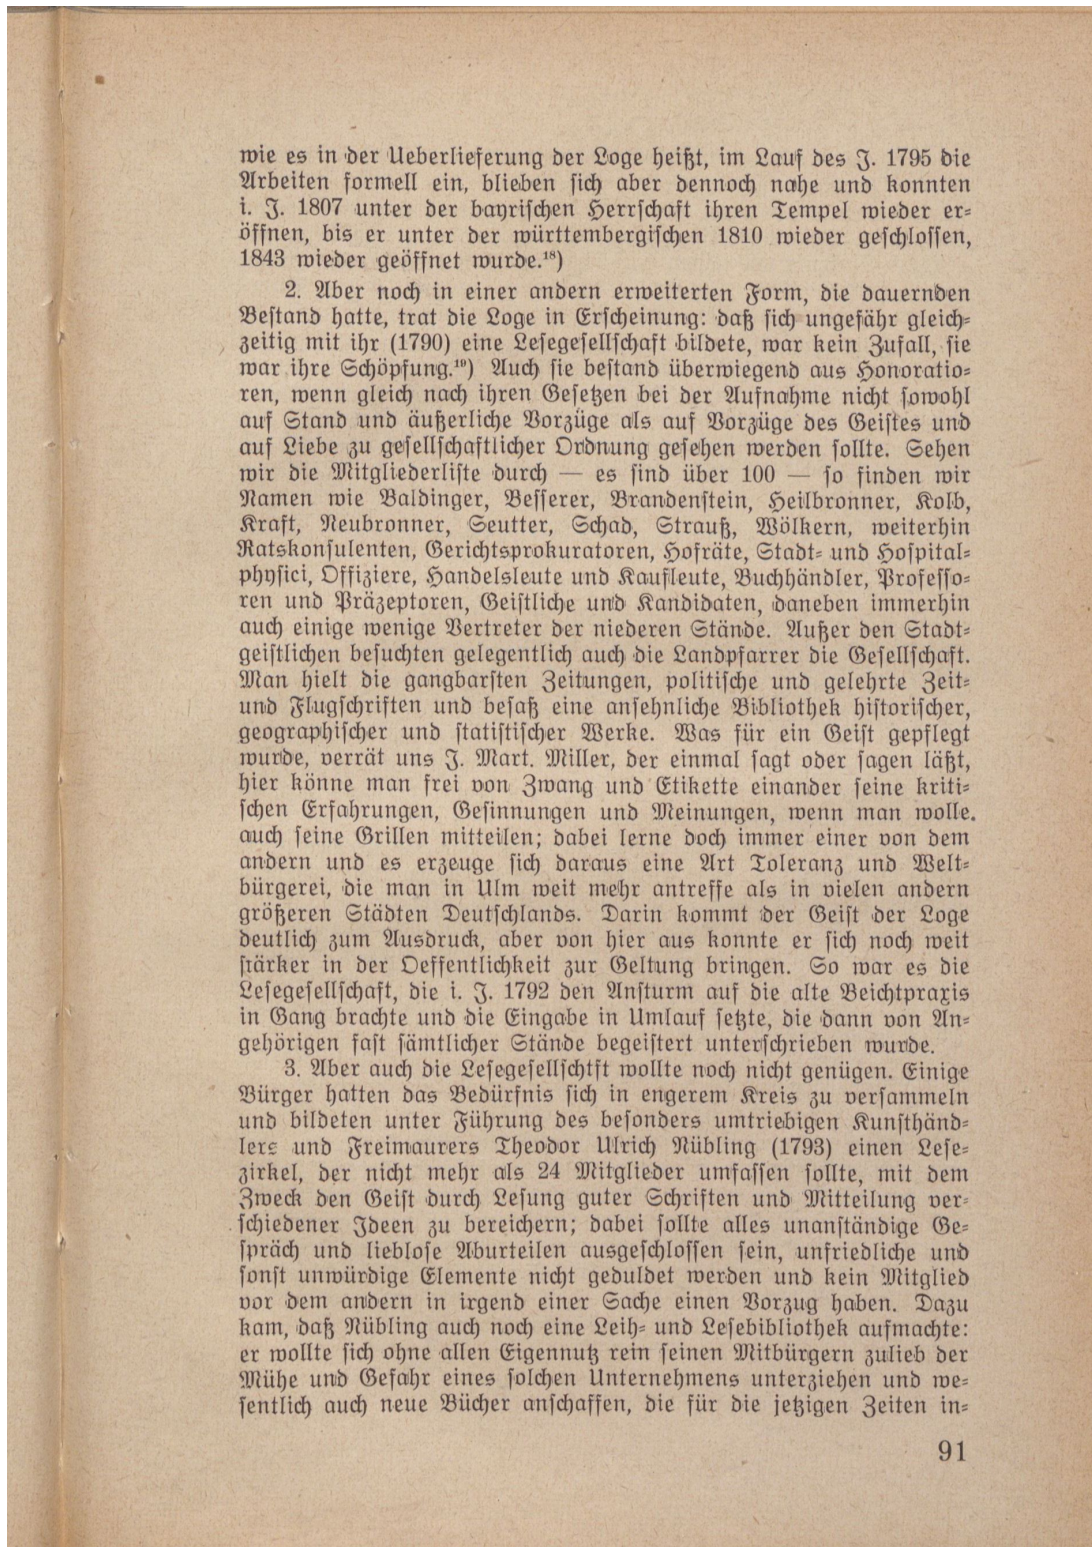 wie es in der Ueberlieferung der Loge heißt, im Lauf des J. 1795 die
Arbeiten formell ein, blieben sich aber dennoch nahe und konnten
i. J. 1807 unter der bayrischen Herrschaft ihren Tempel wieder er-
öffnen, bis er unter der württembergischen 1810 wieder geschlossen,
1843 wieder geöffnet wurde.¹⁸)
2. Aber noch in einer andern erweiterten Form, die dauernden
Bestand hatte, trat die Loge in Erscheinung: daß sich ungefähr gleich-
zeitig mit ihr (1790) eine Lesegesellschaft bildete, war kein Zufall, sie
war ihre Schöpfung.¹⁹) Auch sie bestand überwiegend aus Honoratio-
ren, wenn gleich nach ihren Gesetzen bei der Aufnahme nicht sowohl
auf Stand und äußerliche Vorzüge als auf Vorzüge des Geistes und
auf Liebe zu gesellschaftlicher Ordnung gesehen werden sollte. Sehen
wir die Mitgliederliste durch — es sind über 100 — so finden wir
Namen wie Baldinger, Besserer, Brandenstein, Heilbronner, Kolb,
Kraft, Neubronner, Seutter, Schad, Strauß, Wölkern, weiterhin
Ratskonsulenten, Gerichtsprokuratoren, Hofräte, Stadt- und Hospital-
physici, Offiziere, Handelsleute und Kaufleute, Buchhändler, Professo-
ren und Präzeptoren, Geistliche und Kandidaten, daneben immerhin
auch einige wenige Vertreter der niederen Stände. Außer den Stadt-
geistlichen besuchten gelegentlich auch die Landpfarrer die Gesellschaft.
Man hielt die gangbarsten Zeitungen, politische und gelehrte Zeit-
und Flugschriften und besaß eine ansehnliche Bibliothek historischer,
geographischer und statistischer Werke. Was für ein Geist gepflegt
wurde, verrät uns J. Mart. Miller, der einmal sagt oder sagen läßt,
hier könne man frei von Zwang und Etikette einander seine kriti-
schen Erfahrungen, Gesinnungen und Meinungen, wenn man wolle.
auch seine Grillen mitteilen; dabei lerne doch immer einer von dem
andern und es erzeuge sich daraus eine Art Toleranz und Welt-
bürgerei, die man in Ulm weit mehr antreffe als in vielen andern
größeren Städten Deutschlands. Darin kommt der Geist der Loge
deutlich zum Ausdruck, aber von hier aus konnte er sich noch weit
stärker in der Oeffentlichkeit zur Geltung bringen. So war es die
Lesegesellschaft, die i. J. 1792 den Ansturm auf die alte Beichtpraxis
in Gang brachte und die Eingabe in Umlauf setzte, die dann von An-
gehörigen fast sämtlicher Stände begeistert unterschrieben wurde.
3. Aber auch die Lesegesellschtft wollte noch nicht genügen. Einige
Bürger hatten das Bedürfnis sich in engerem Kreis zu versammeln
und bildeten unter Führung des besonders umtriebigen Kunsthänd-
lers und Freimaurers Theodor Ulrich Nübling (1793) einen Lese-
zirkel, der nicht mehr als 24 Mitglieder umfassen sollte, mit dem
Zweck den Geist durch Lesung guter Schriften und Mitteilung ver-
schiedener Ideen zu bereichern; dabei sollte alles unanständige Ge-
spräch und lieblose Aburteilen ausgeschlossen sein, unfriedliche und
sonst unwürdige Elemente nicht geduldet werden und kein Mitglied
vor dem andern in irgend einer Sache einen Vorzug haben. Dazu
kam, daß Nübling auch noch eine Leih- und Lesebibliothek aufmachte:
er wollte sich ohne allen Eigennutz rein seinen Mitbürgern zulieb der
Mühe und Gefahr eines solchen Unternehmens unterziehen und we-
sentlich auch neue Bücher anschaffen, die für die jetzigen Zeiten in-
91